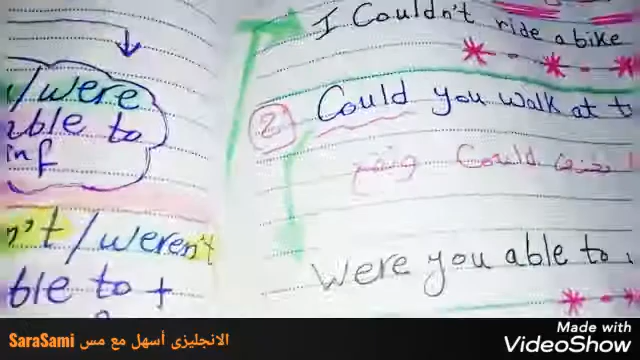 /were
able to
inf
n't / weren't
ble to +
I Couldn't ride a bike
2 Could you walk at
Could
Were you able to
الانجليزى أسهل مع مس SaraSami
Made with
VideoShow